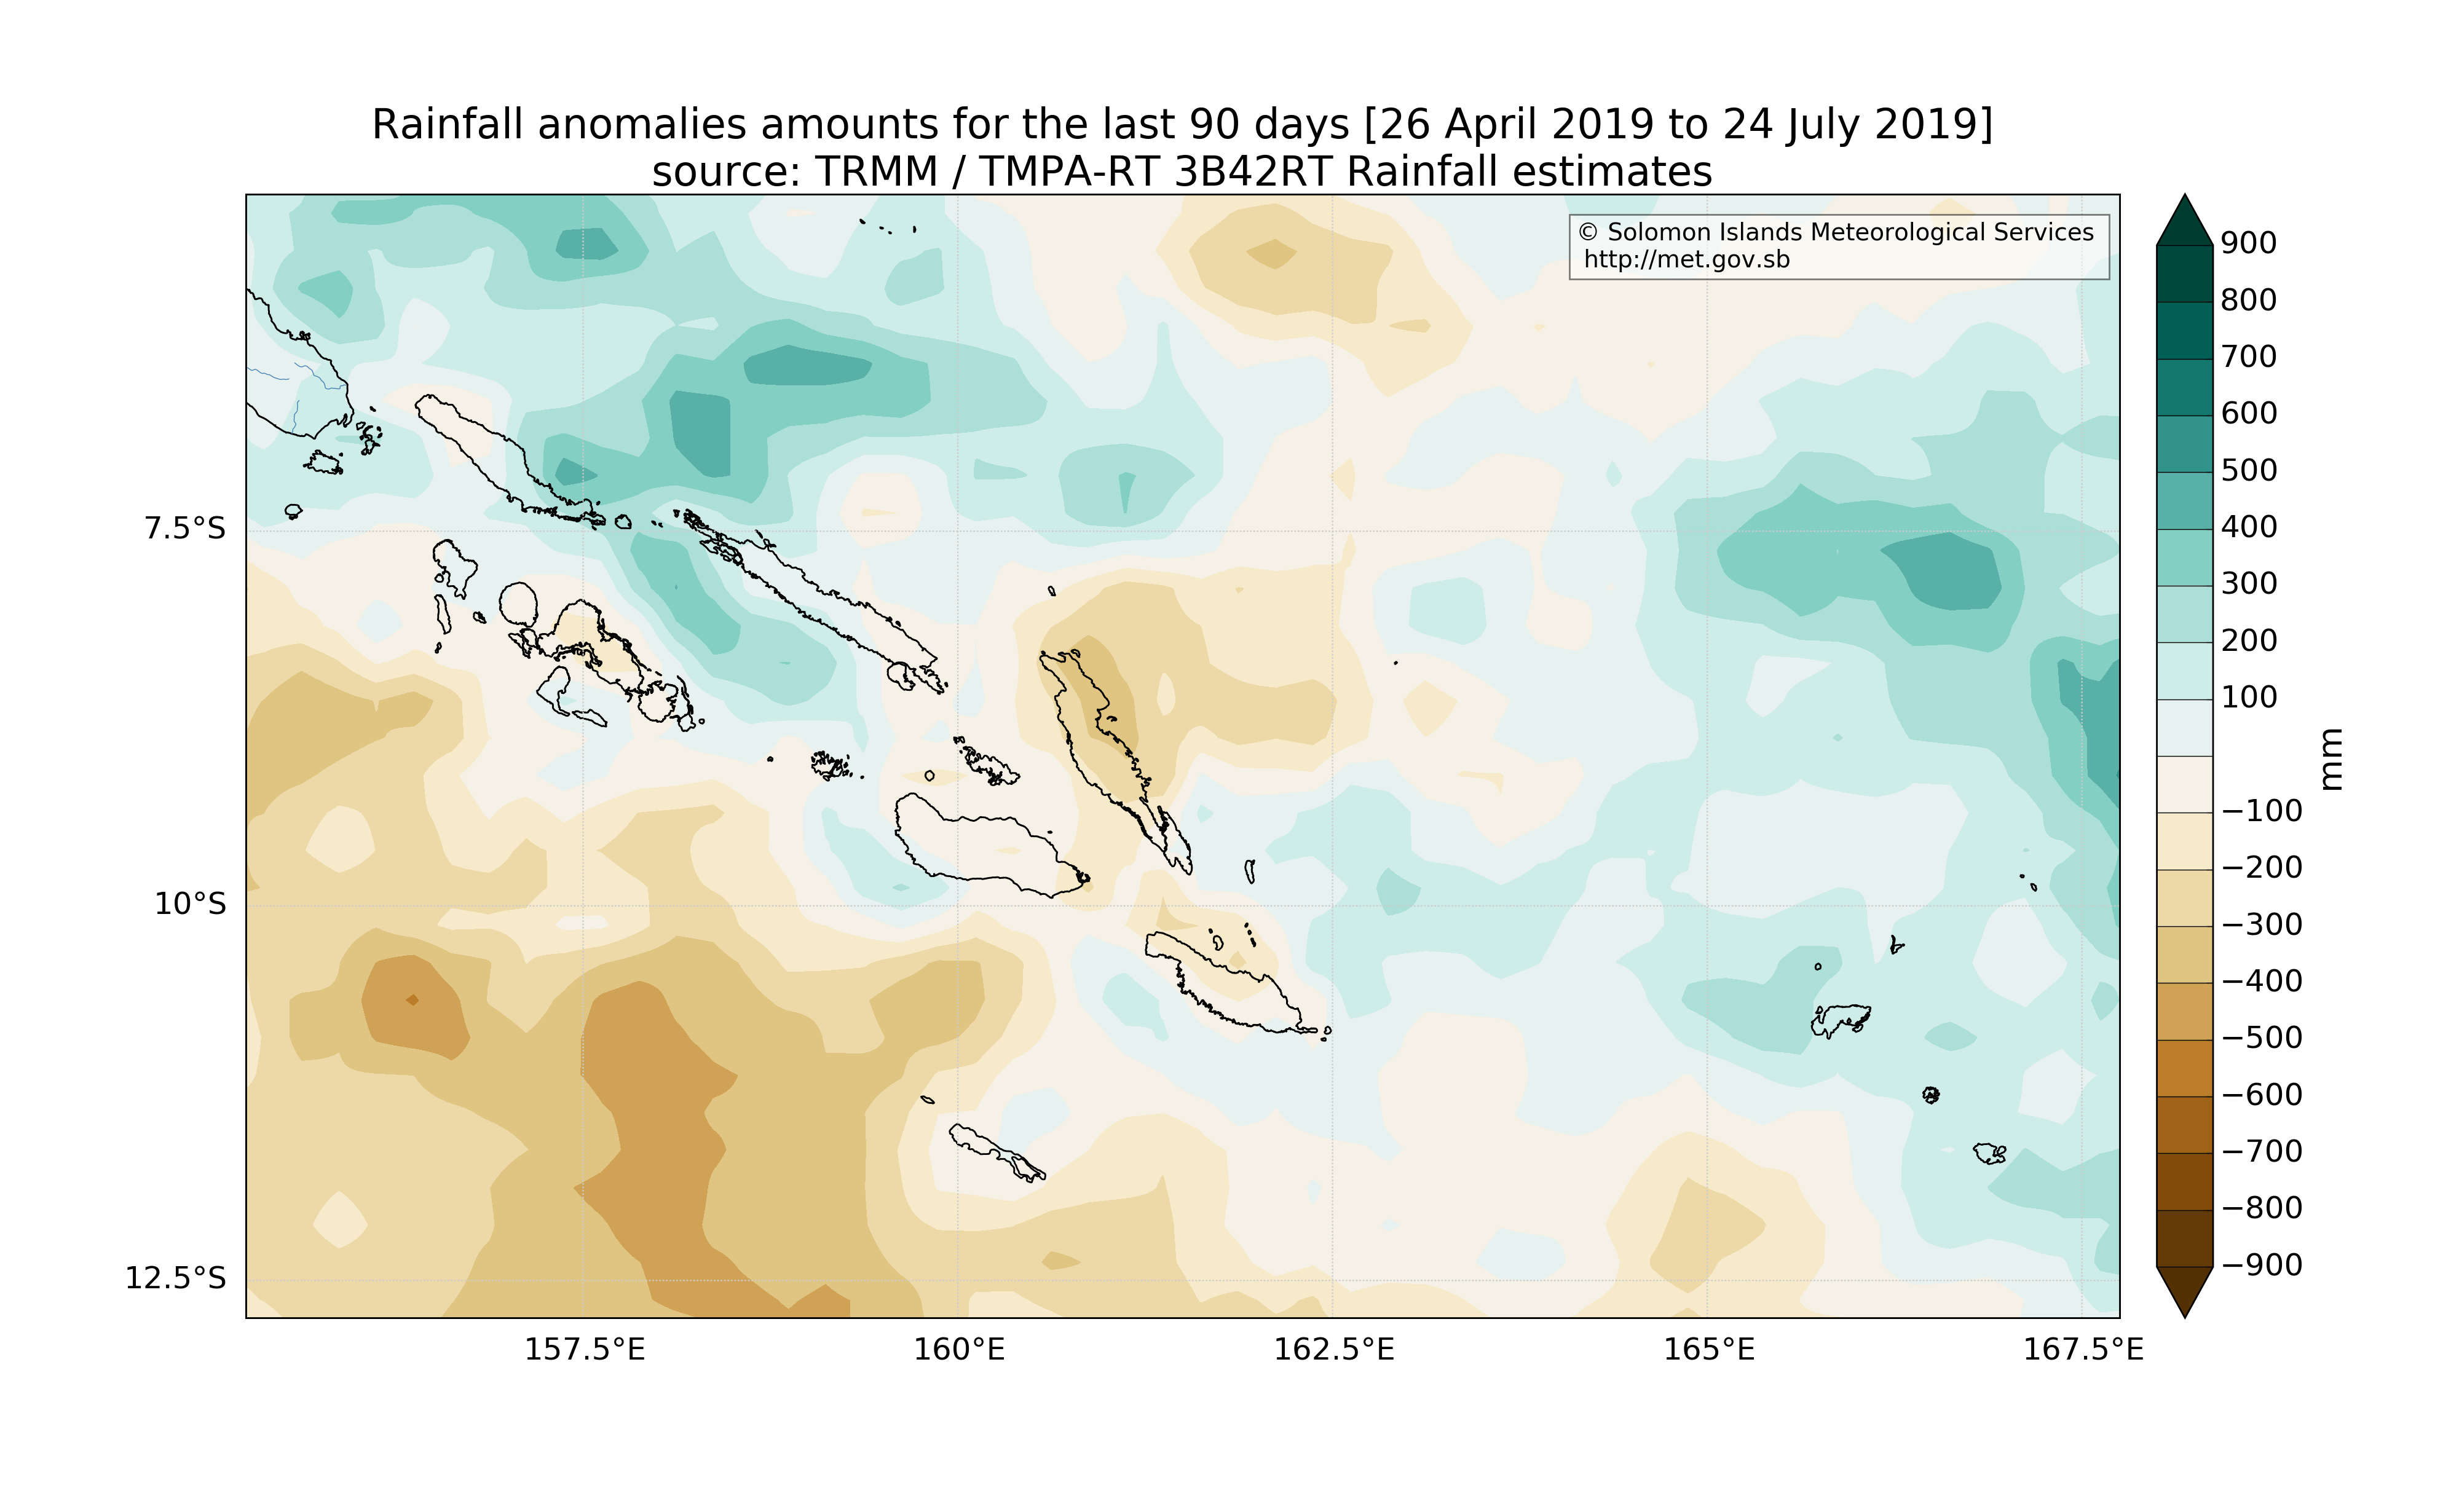 Rainfall anomalies amounts for the last 90 days [26 April 2019 to 24 July 2019]
source: TRMM / TMPA-RT 3B42RT Rainfall estimates
© Solomon Islands Meteorological Services
http://met.gov.sb
7.5°S
10°S
12.5°S
157.5°E
160°E
162.5°E
165°E
167.5°E
900
800
700
600
500
400
300
200
100
−100
−200
−300
−400
−500
−600
−700
−800
−900
mm